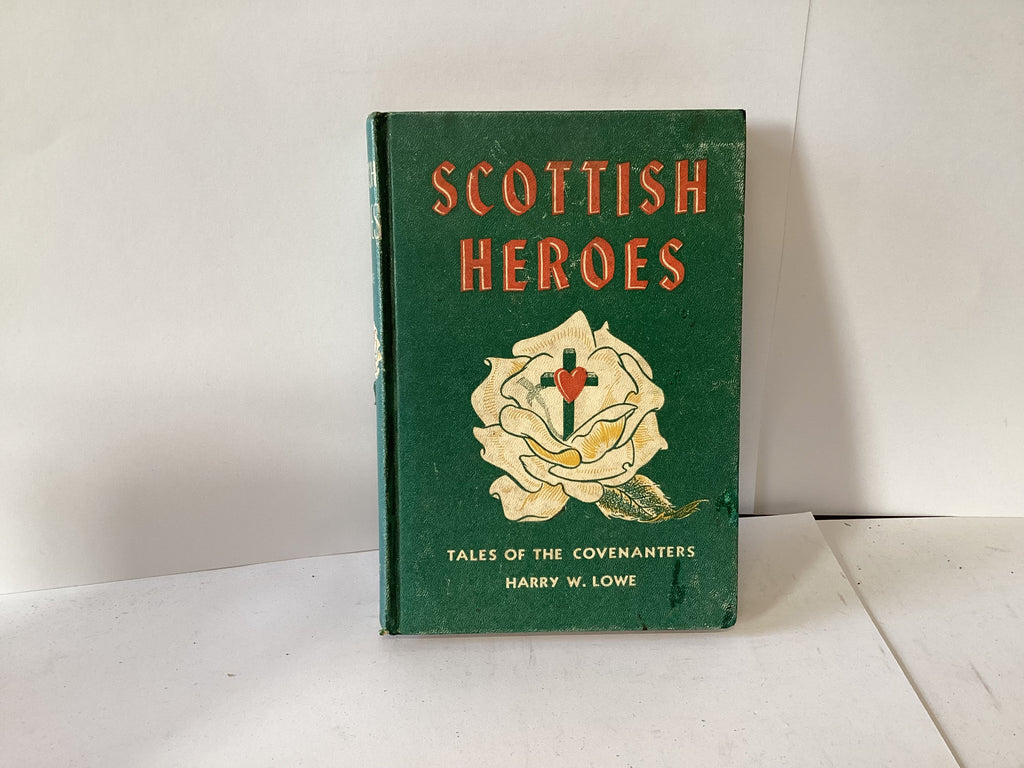 SCOTTISH
HEROES
TALES OF THE COVENANTERS
HARRY W. LOWE